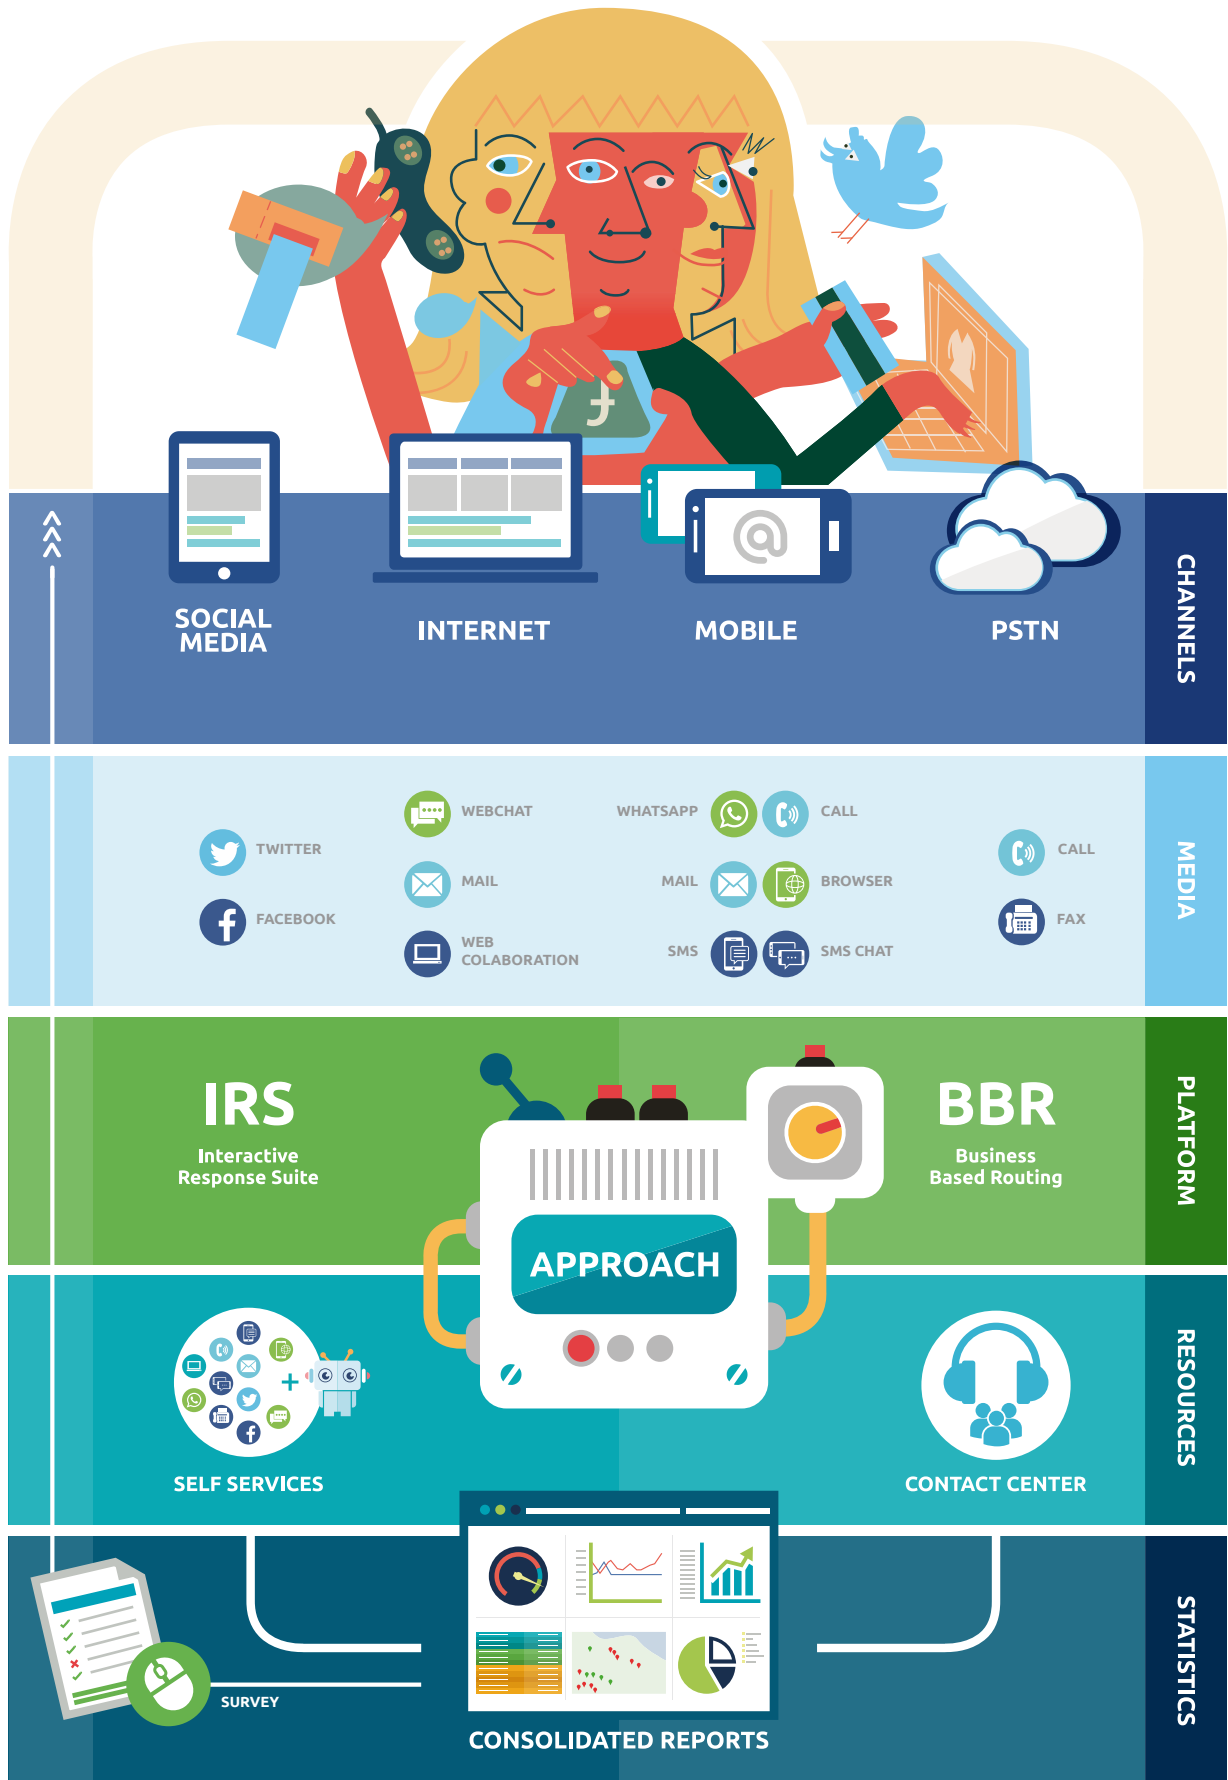 SOCIAL
MEDIA
INTERNET
MOBILE
PSTN
CHANNELS
TWITTER
FACEBOOK
WEBCHAT
MAIL
WEB
COLABORATION
WHATSAPP
CALL
MAIL
BROWSER
SMS
SMS CHAT
CALL
FAX
MEDIA
IRS
Interactive
Response Suite
BBR
Business
Based Routing
PLATFORM
APPROACH
SELF SERVICES
CONTACT CENTER
RESOURCES
SURVEY
CONSOLIDATED REPORTS
STATISTICS